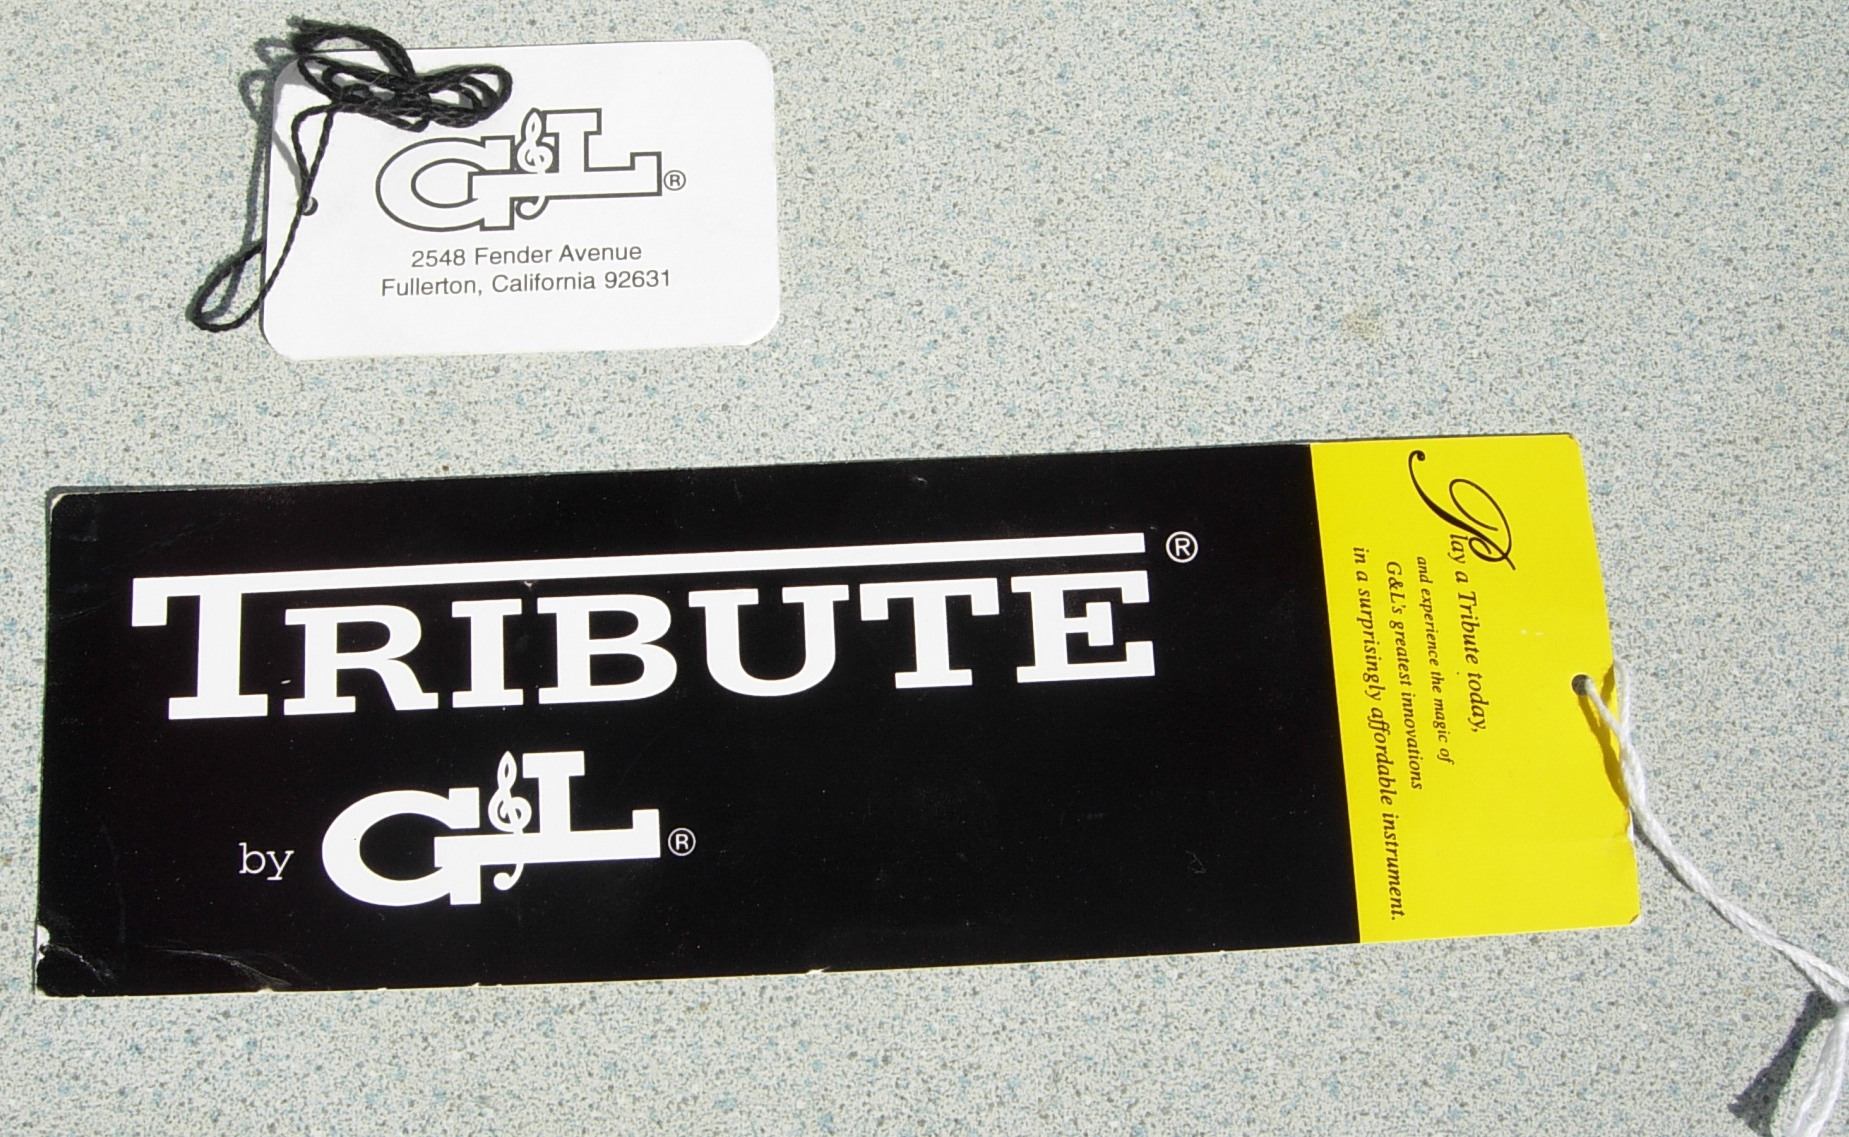 G&L®
2548 Fender Avenue
Fullerton, California 92631
TRIBUTE®
by G&L®
Play a Tribute today,
and experience the magic of
G&L's greatest innovations
in a surprisingly affordable instrument.